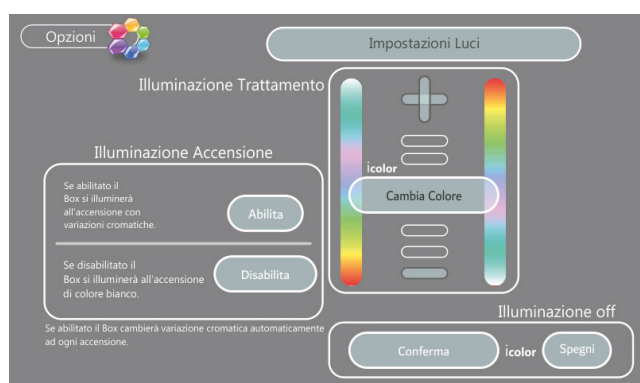 Opzioni
Impostazioni Luci
Illuminazione Trattamento
icolor
Cambia Colore
Illuminazione Accensione
Se abilitato il
Box si illuminerà
all'accensione con
variazioni cromatiche.
Abilita
Se disabilitato il
Box si illuminerà all'accensione
di colore bianco.
Disabilita
Se abilitato il Box cambierà variazione cromatica automaticamente
ad ogni accensione.
Illuminazione off
Conferma
icolor
Spegni